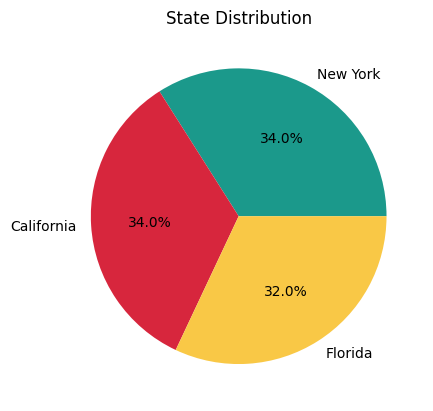 State Distribution
New York
34.0%
34.0%
California
32.0%
Florida